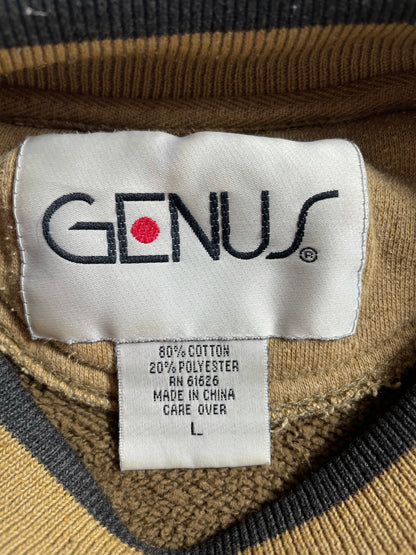 GENUS®
80% COTTON
20% POLYESTER
RN 61626
MADE IN CHINA
CARE OVER
L